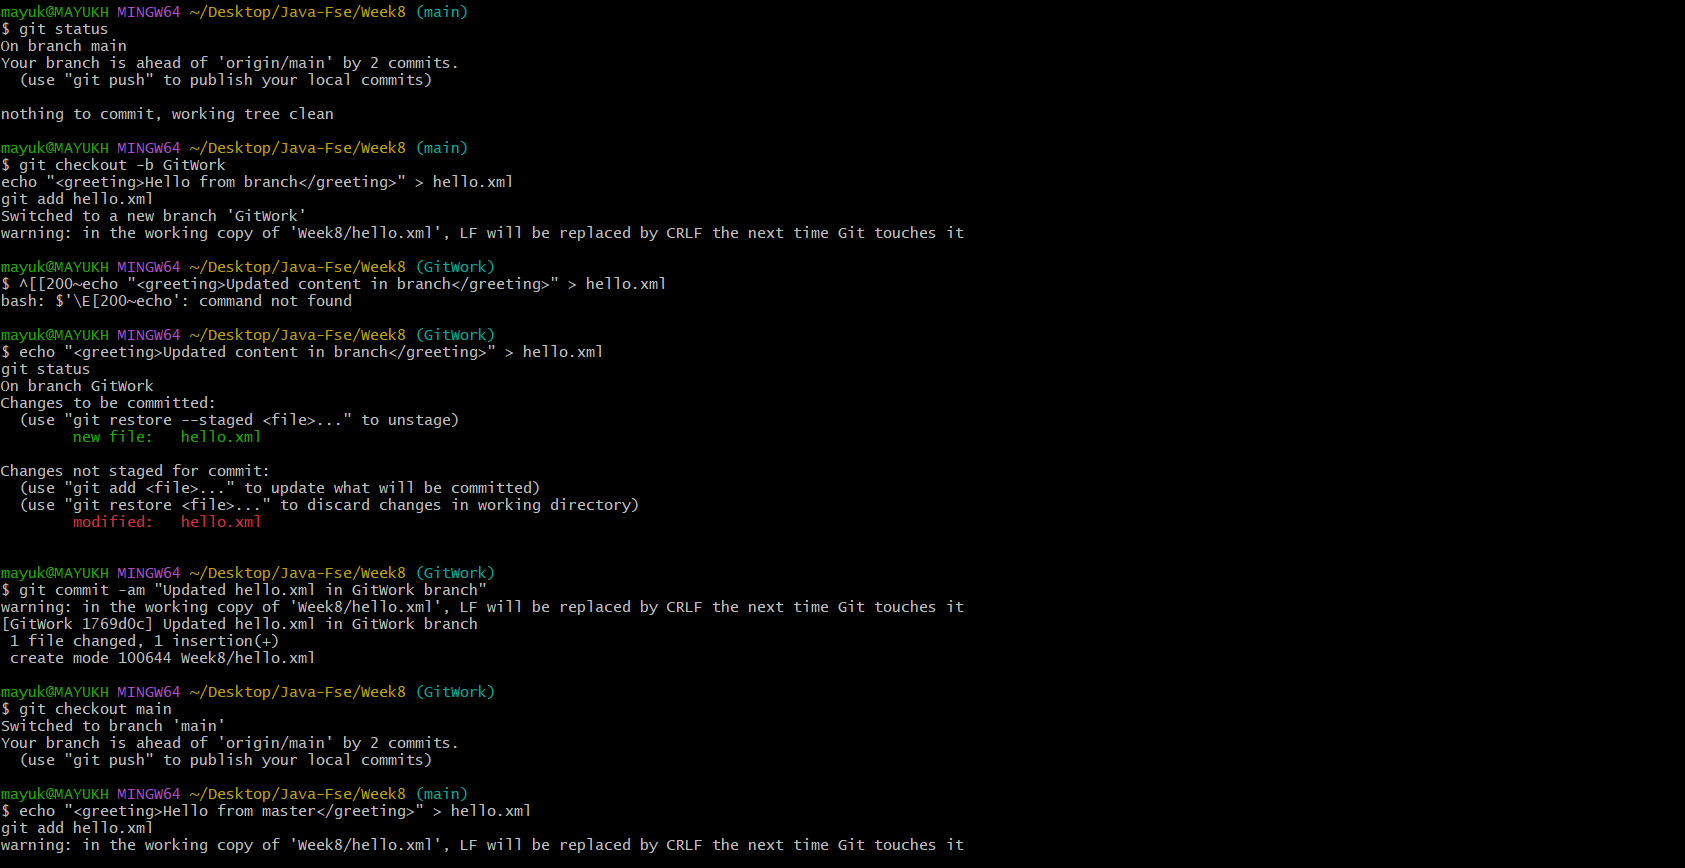 mayuk@MAYUKH MINGW64 ~/Desktop/Java-Fse/Week8 (main)
$ git status
On branch main
Your branch is ahead of 'origin/main' by 2 commits.
  (use "git push" to publish your local commits)

nothing to commit, working tree clean

mayuk@MAYUKH MINGW64 ~/Desktop/Java-Fse/Week8 (main)
$ git checkout -b GitWork
echo "<greeting>Hello from branch</greeting>" > hello.xml
git add hello.xml
Switched to a new branch 'GitWork'
warning: in the working copy of 'Week8/hello.xml', LF will be replaced by CRLF the next time Git touches it

mayuk@MAYUKH MINGW64 ~/Desktop/Java-Fse/Week8 (GitWork)
$ ^[[200~echo "<greeting>Updated content in branch</greeting>" > hello.xml
bash: $'\E[200~echo': command not found

mayuk@MAYUKH MINGW64 ~/Desktop/Java-Fse/Week8 (GitWork)
$ echo "<greeting>Updated content in branch</greeting>" > hello.xml
git status
On branch GitWork
Changes to be committed:
  (use "git restore --staged <file>..." to unstage)
        new file:   hello.xml

Changes not staged for commit:
  (use "git add <file>..." to update what will be committed)
  (use "git restore <file>..." to discard changes in working directory)
        modified:   hello.xml


mayuk@MAYUKH MINGW64 ~/Desktop/Java-Fse/Week8 (GitWork)
$ git commit -am "Updated hello.xml in GitWork branch"
warning: in the working copy of 'Week8/hello.xml', LF will be replaced by CRLF the next time Git touches it
[GitWork 1769d0c] Updated hello.xml in GitWork branch
 1 file changed, 1 insertion(+)
 create mode 100644 Week8/hello.xml

mayuk@MAYUKH MINGW64 ~/Desktop/Java-Fse/Week8 (GitWork)
$ git checkout main
Switched to branch 'main'
Your branch is ahead of 'origin/main' by 2 commits.
  (use "git push" to publish your local commits)

mayuk@MAYUKH MINGW64 ~/Desktop/Java-Fse/Week8 (main)
$ echo "<greeting>Hello from master</greeting>" > hello.xml
git add hello.xml
warning: in the working copy of 'Week8/hello.xml', LF will be replaced by CRLF the next time Git touches it